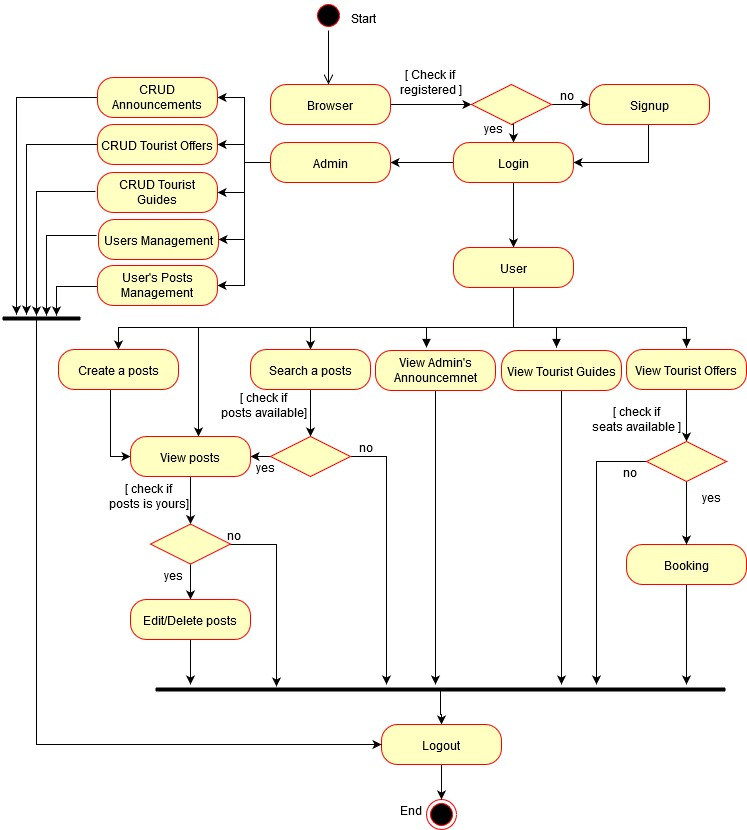 Start
[ Check if
registered ]
CRUD
Announcements
Browser
no
Signup
yes
CRUD Tourist Offers
Admin
Login
CRUD Tourist
Guides
Users Management
User's Posts
Management
User
Create a posts
Search a posts
View Admin's
Announcemnet
View Tourist Guides
View Tourist Offers
[ check if
posts available]
[ check if
seats available ]
View posts
yes
no
no
yes
[ check if
posts is yours]
no
yes
Booking
Edit/Delete posts
Logout
End